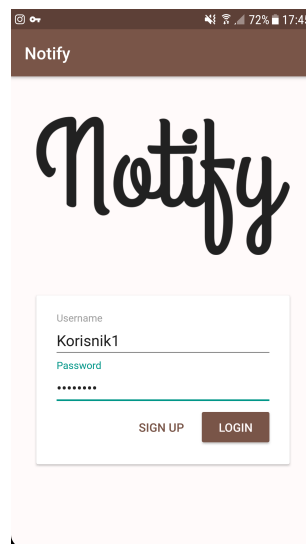 72% 17:45
Notify
Notify
Username
Korisnik1
Password
••••••••
SIGN UP LOGIN